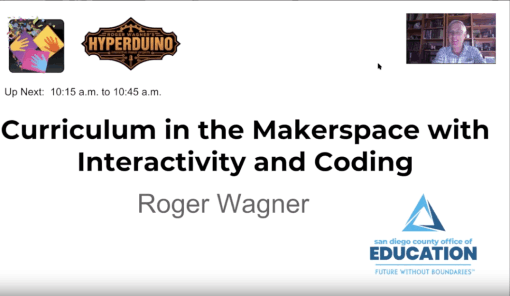 ROGER WAGNER'S
HYPERDUINO
Up Next: 10:15 a.m. to 10:45 a.m.
Curriculum in the Makerspace with
Interactivity and Coding
Roger Wagner
san diego county office of
EDUCATION
FUTURE WITHOUT BOUNDARIES™